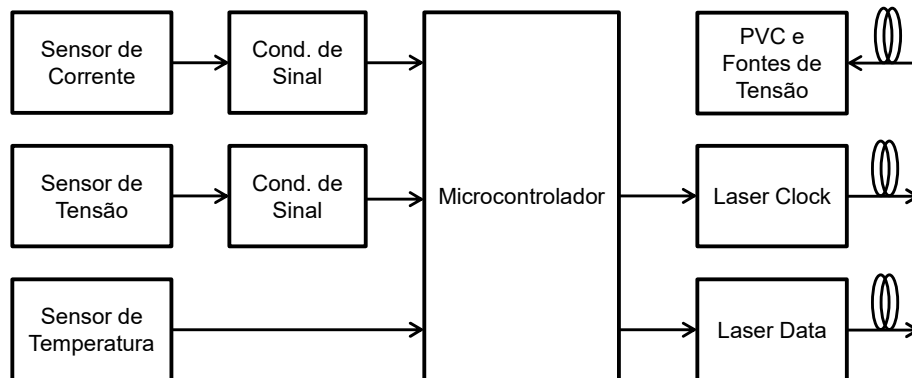 Sensor de
Corrente
Cond. de
Sinal
PVC e
Fontes de
Tensão
Sensor de
Tensão
Cond. de
Sinal
Microcontrolador
Laser Clock
Sensor de
Temperatura
Laser Data